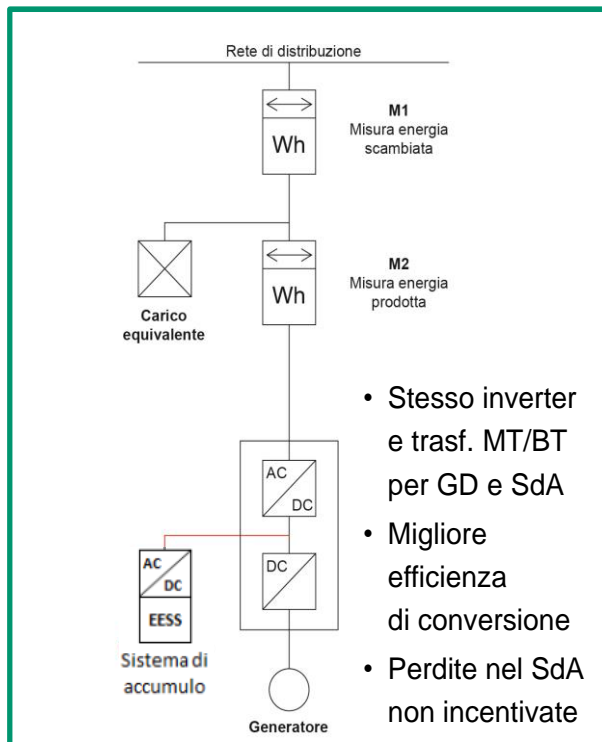 Rete di distribuzione
M1
Misura energia
scambiata
Wh
M2
Misura energia
prodotta
Wh
Carico
equivalente
• Stesso inverter
e trasf. MT/BT
per GD e SdA
• Migliore
efficienza
di conversione
• Perdite nel SdA
non incentivate
AC
DC
DC
AC
DC
EESS
Sistema di
accumulo
Generatore